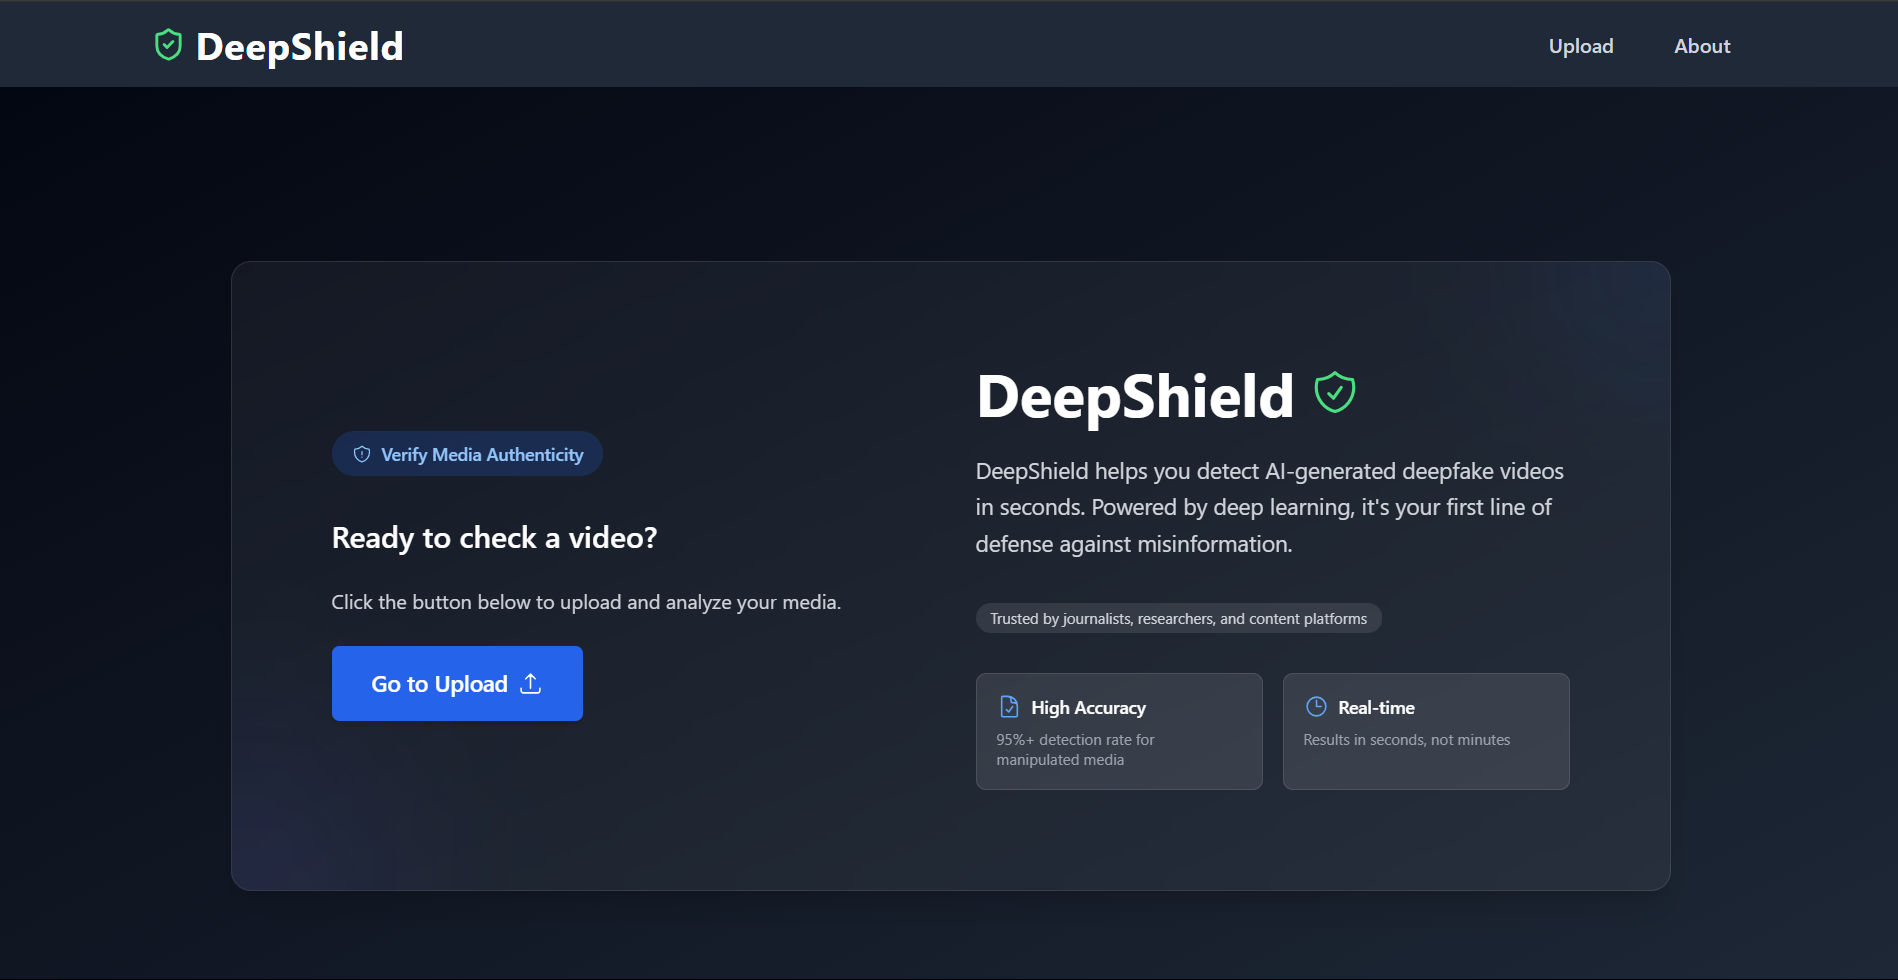 DeepShield
Upload
About
Verify Media Authenticity
Ready to check a video?
Click the button below to upload and analyze your media.
Go to Upload
DeepShield
DeepShield helps you detect AI-generated deepfake videos
in seconds. Powered by deep learning, it's your first line of
defense against misinformation.
Trusted by journalists, researchers, and content platforms
High Accuracy
95%+ detection rate for
manipulated media
Real-time
Results in seconds, not minutes